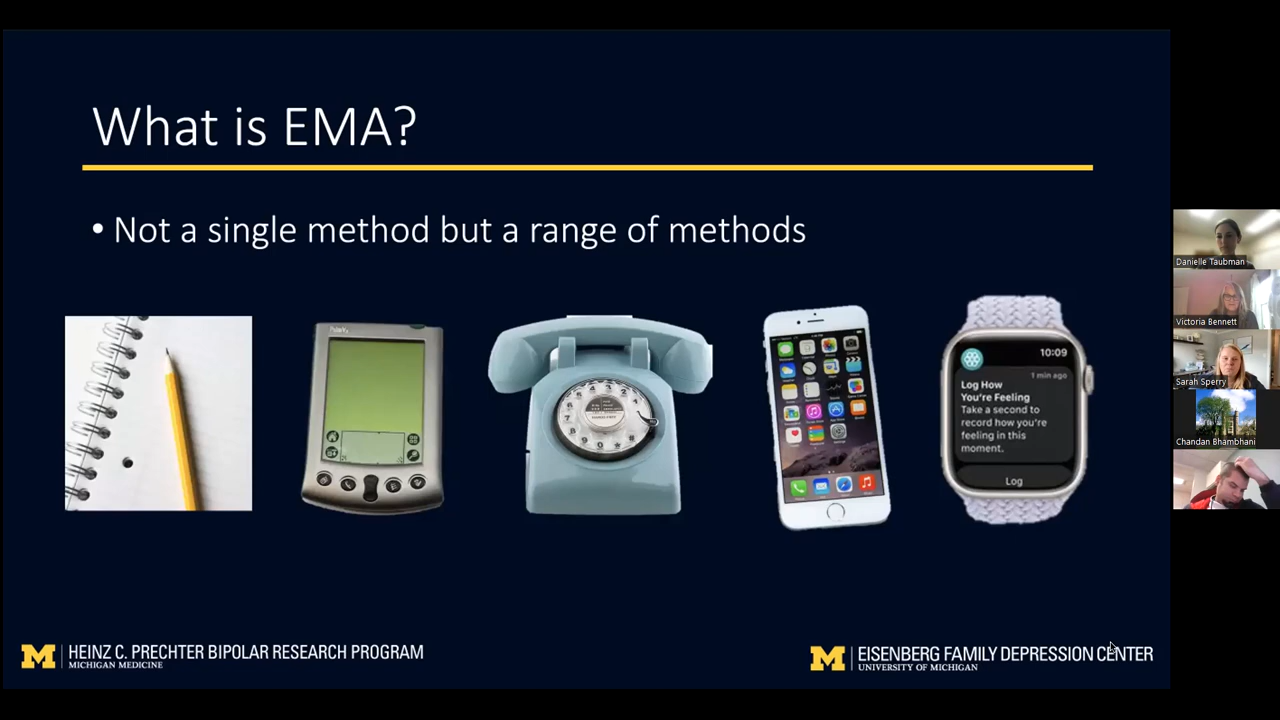 What is EMA?
• Not a single method but a range of methods
10:09
1 min ago
Log How
You're Feeling
Take a second to
record how you're
feeling in this
moment.
Log
M
HEINZ C. PRECHTER BIPOLAR RESEARCH PROGRAM
MICHIGAN MEDICINE
M
EISENBERG FAMILY DEPRESSION CENTER
UNIVERSITY OF MICHIGAN
Danielle Taubman
Victoria Bennett
Sarah Sperry
Chandan Bhambhani